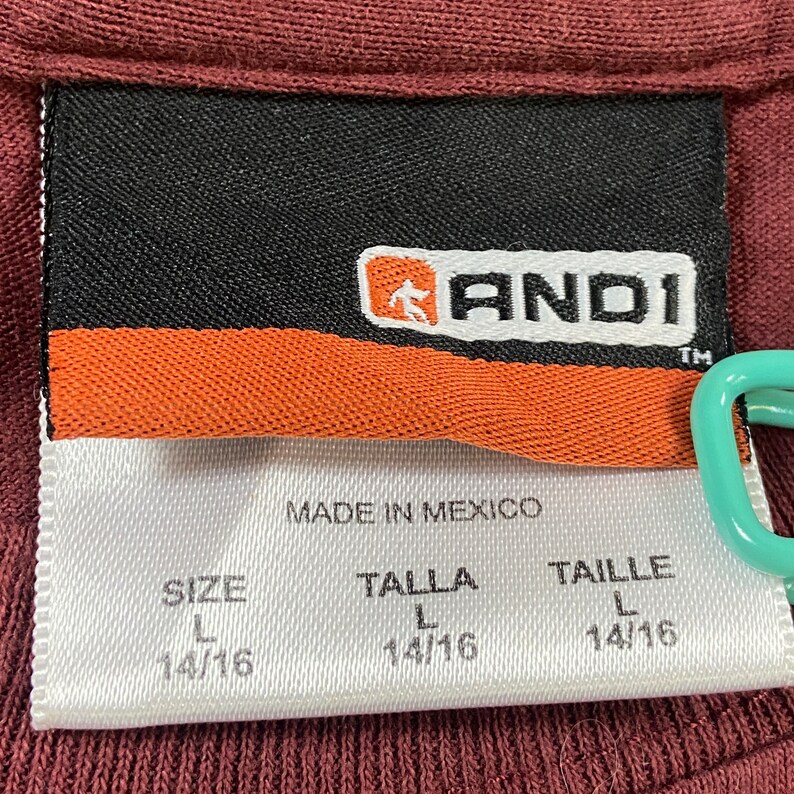 AND1
TM
MADE IN MEXICO
SIZE TALLA TAILLE
L L L
14/16 14/16 14/16